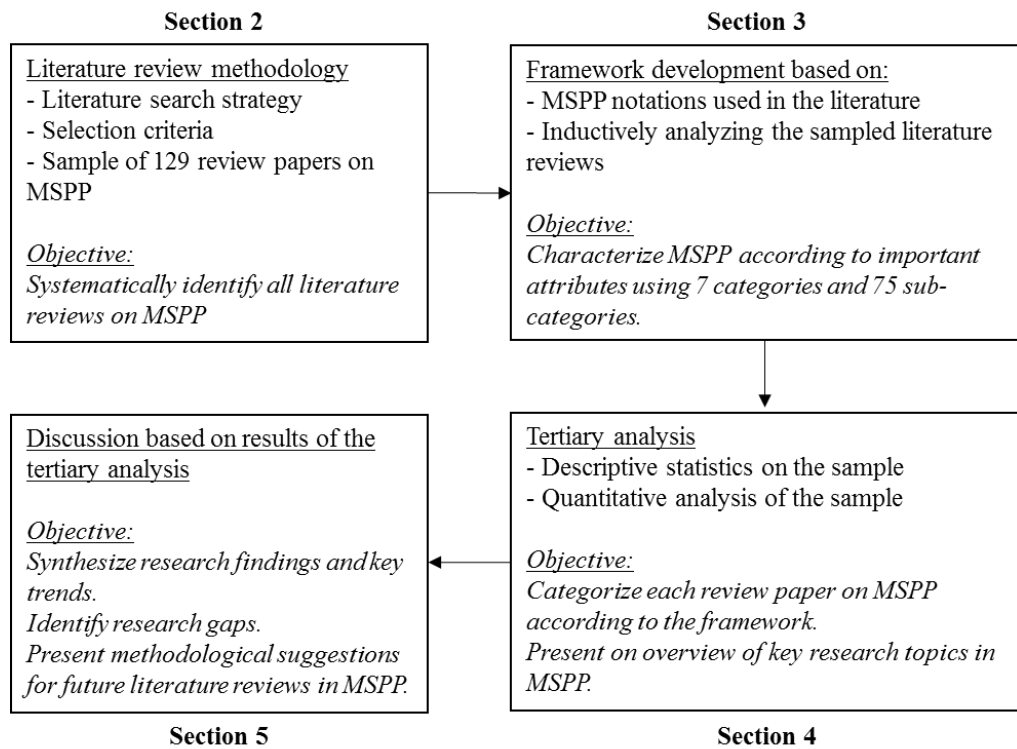 Section 2
Literature review methodology
- Literature search strategy
- Selection criteria
- Sample of 129 review papers on
MSPP
Objective:
Systematically identify all literature
reviews on MSPP
Section 3
Framework development based on:
- MSPP notations used in the literature
- Inductively analyzing the sampled literature
reviews
Objective:
Characterize MSPP according to important
attributes using 7 categories and 75 sub-
categories.
Tertiary analysis
- Descriptive statistics on the sample
- Quantitative analysis of the sample
Objective:
Categorize each review paper on MSPP
according to the framework.
Present on overview of key research topics in
MSPP.
Section 4
Discussion based on results of the
tertiary analysis
Objective:
Synthesize research findings and key
trends.
Identify research gaps.
Present methodological suggestions
for future literature reviews in MSPP.
Section 5